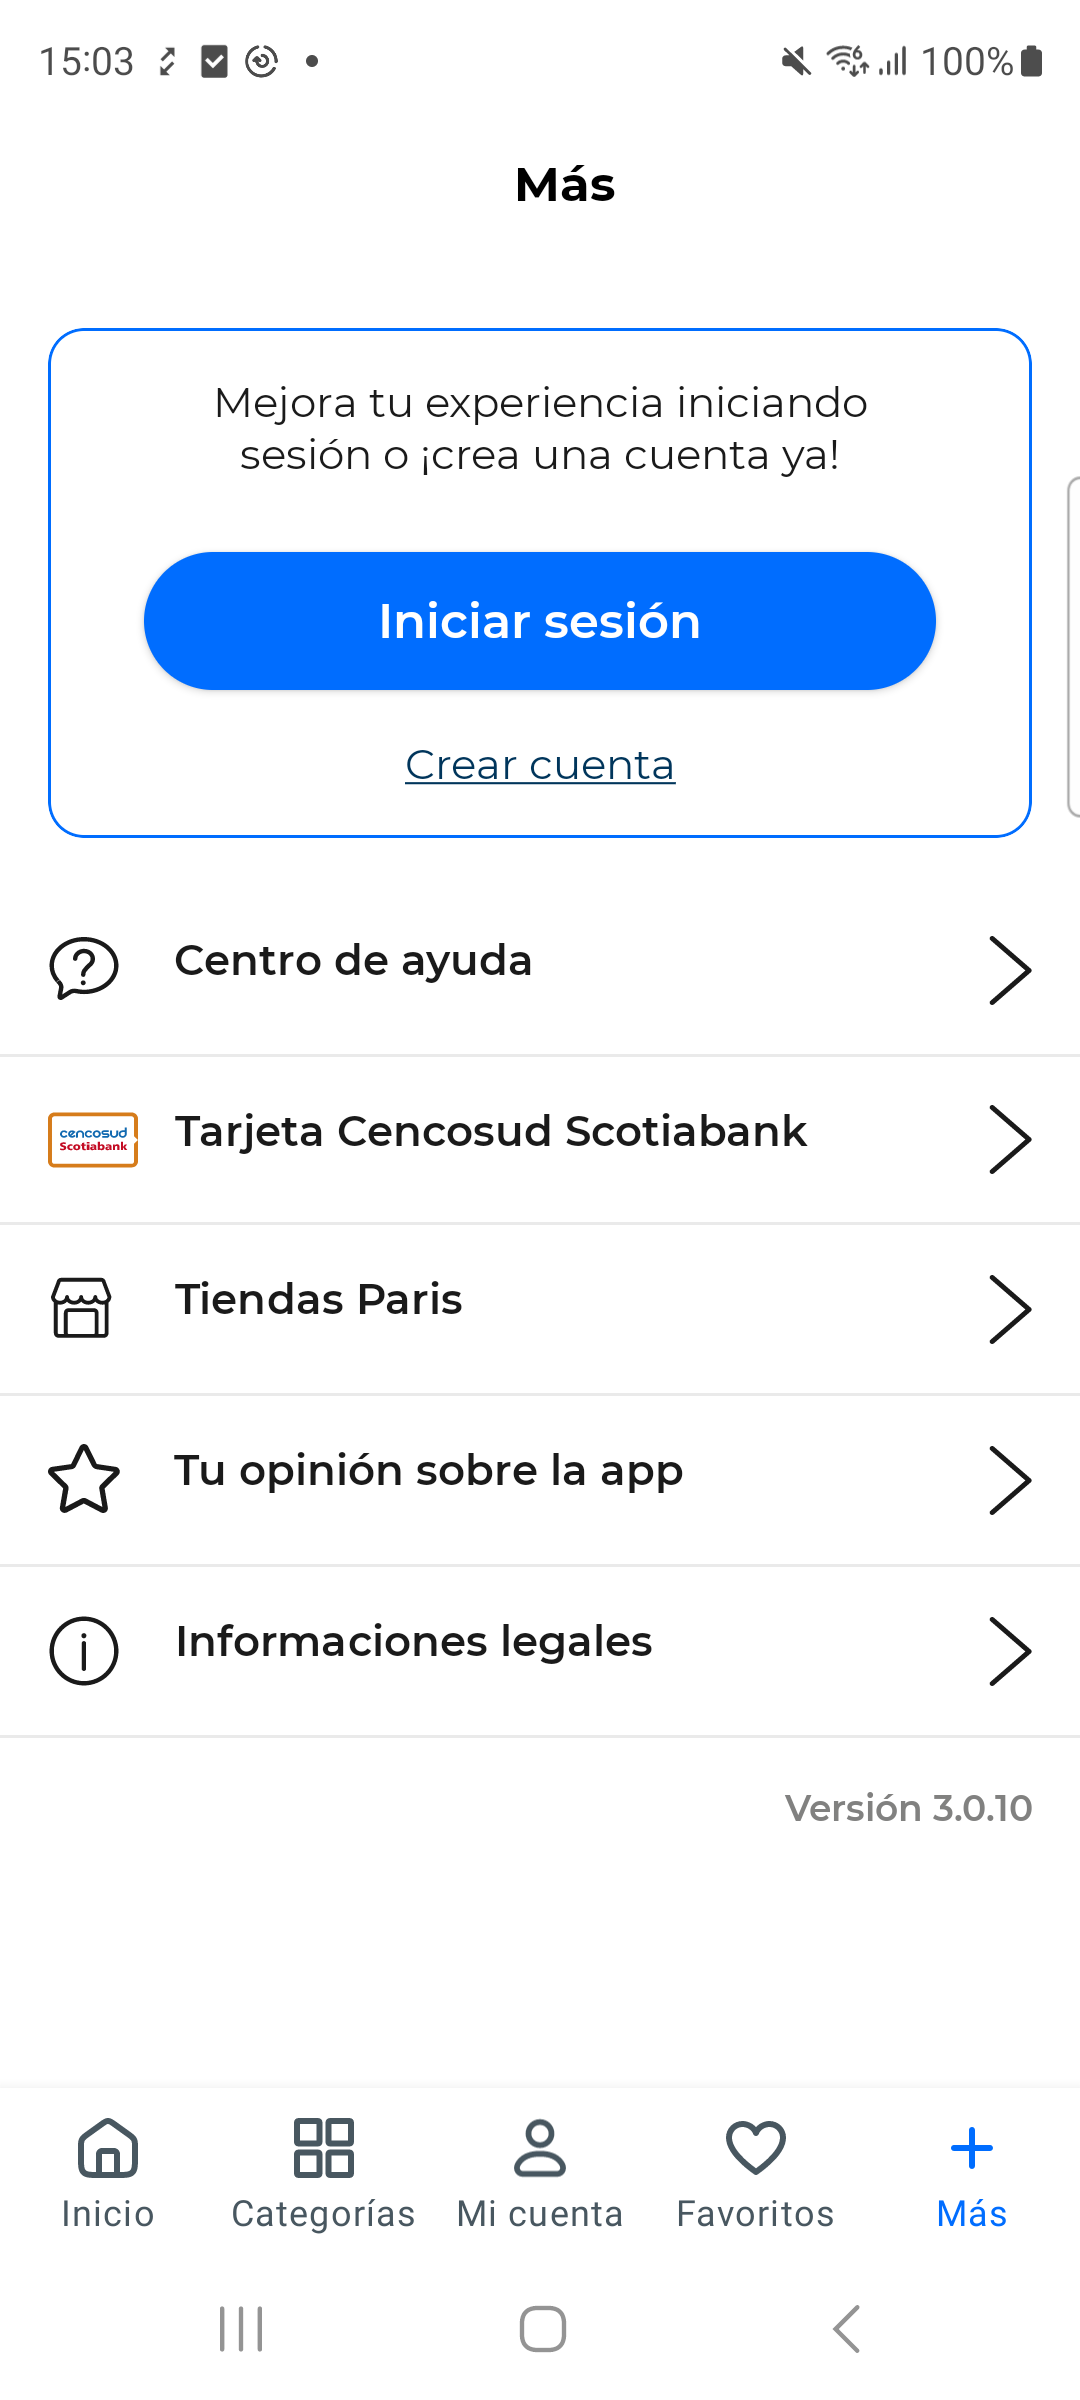 15:03
100%
Más
Mejora tu experiencia iniciando
sesión o ¡crea una cuenta ya!
Iniciar sesión
Crear cuenta
Centro de ayuda
cencosud
Scotiabank
Tarjeta Cencosud Scotiabank
Tiendas Paris
Tu opinión sobre la app
Informaciones legales
Versión 3.0.10
Inicio
Categorías
Mi cuenta
Favoritos
Más